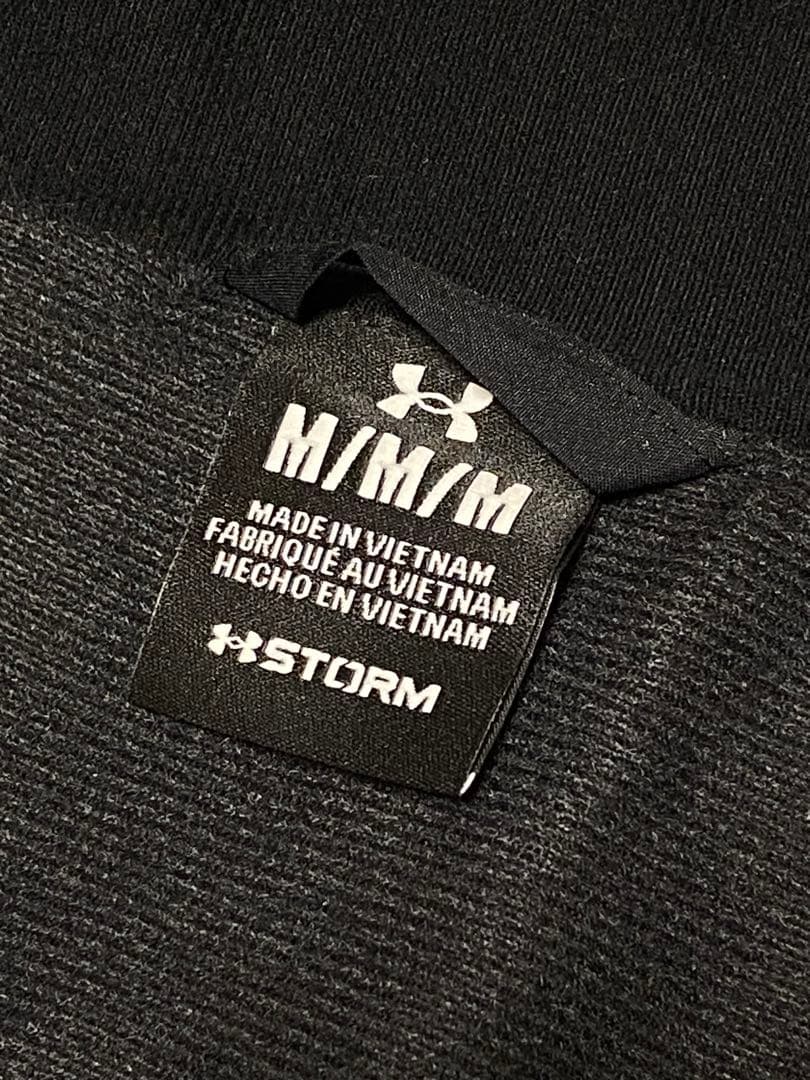 M/M/M
MADE IN VIETNAM
FABRIQUÉ AU VIETNAM
HECHO EN VIETNAM
STORM